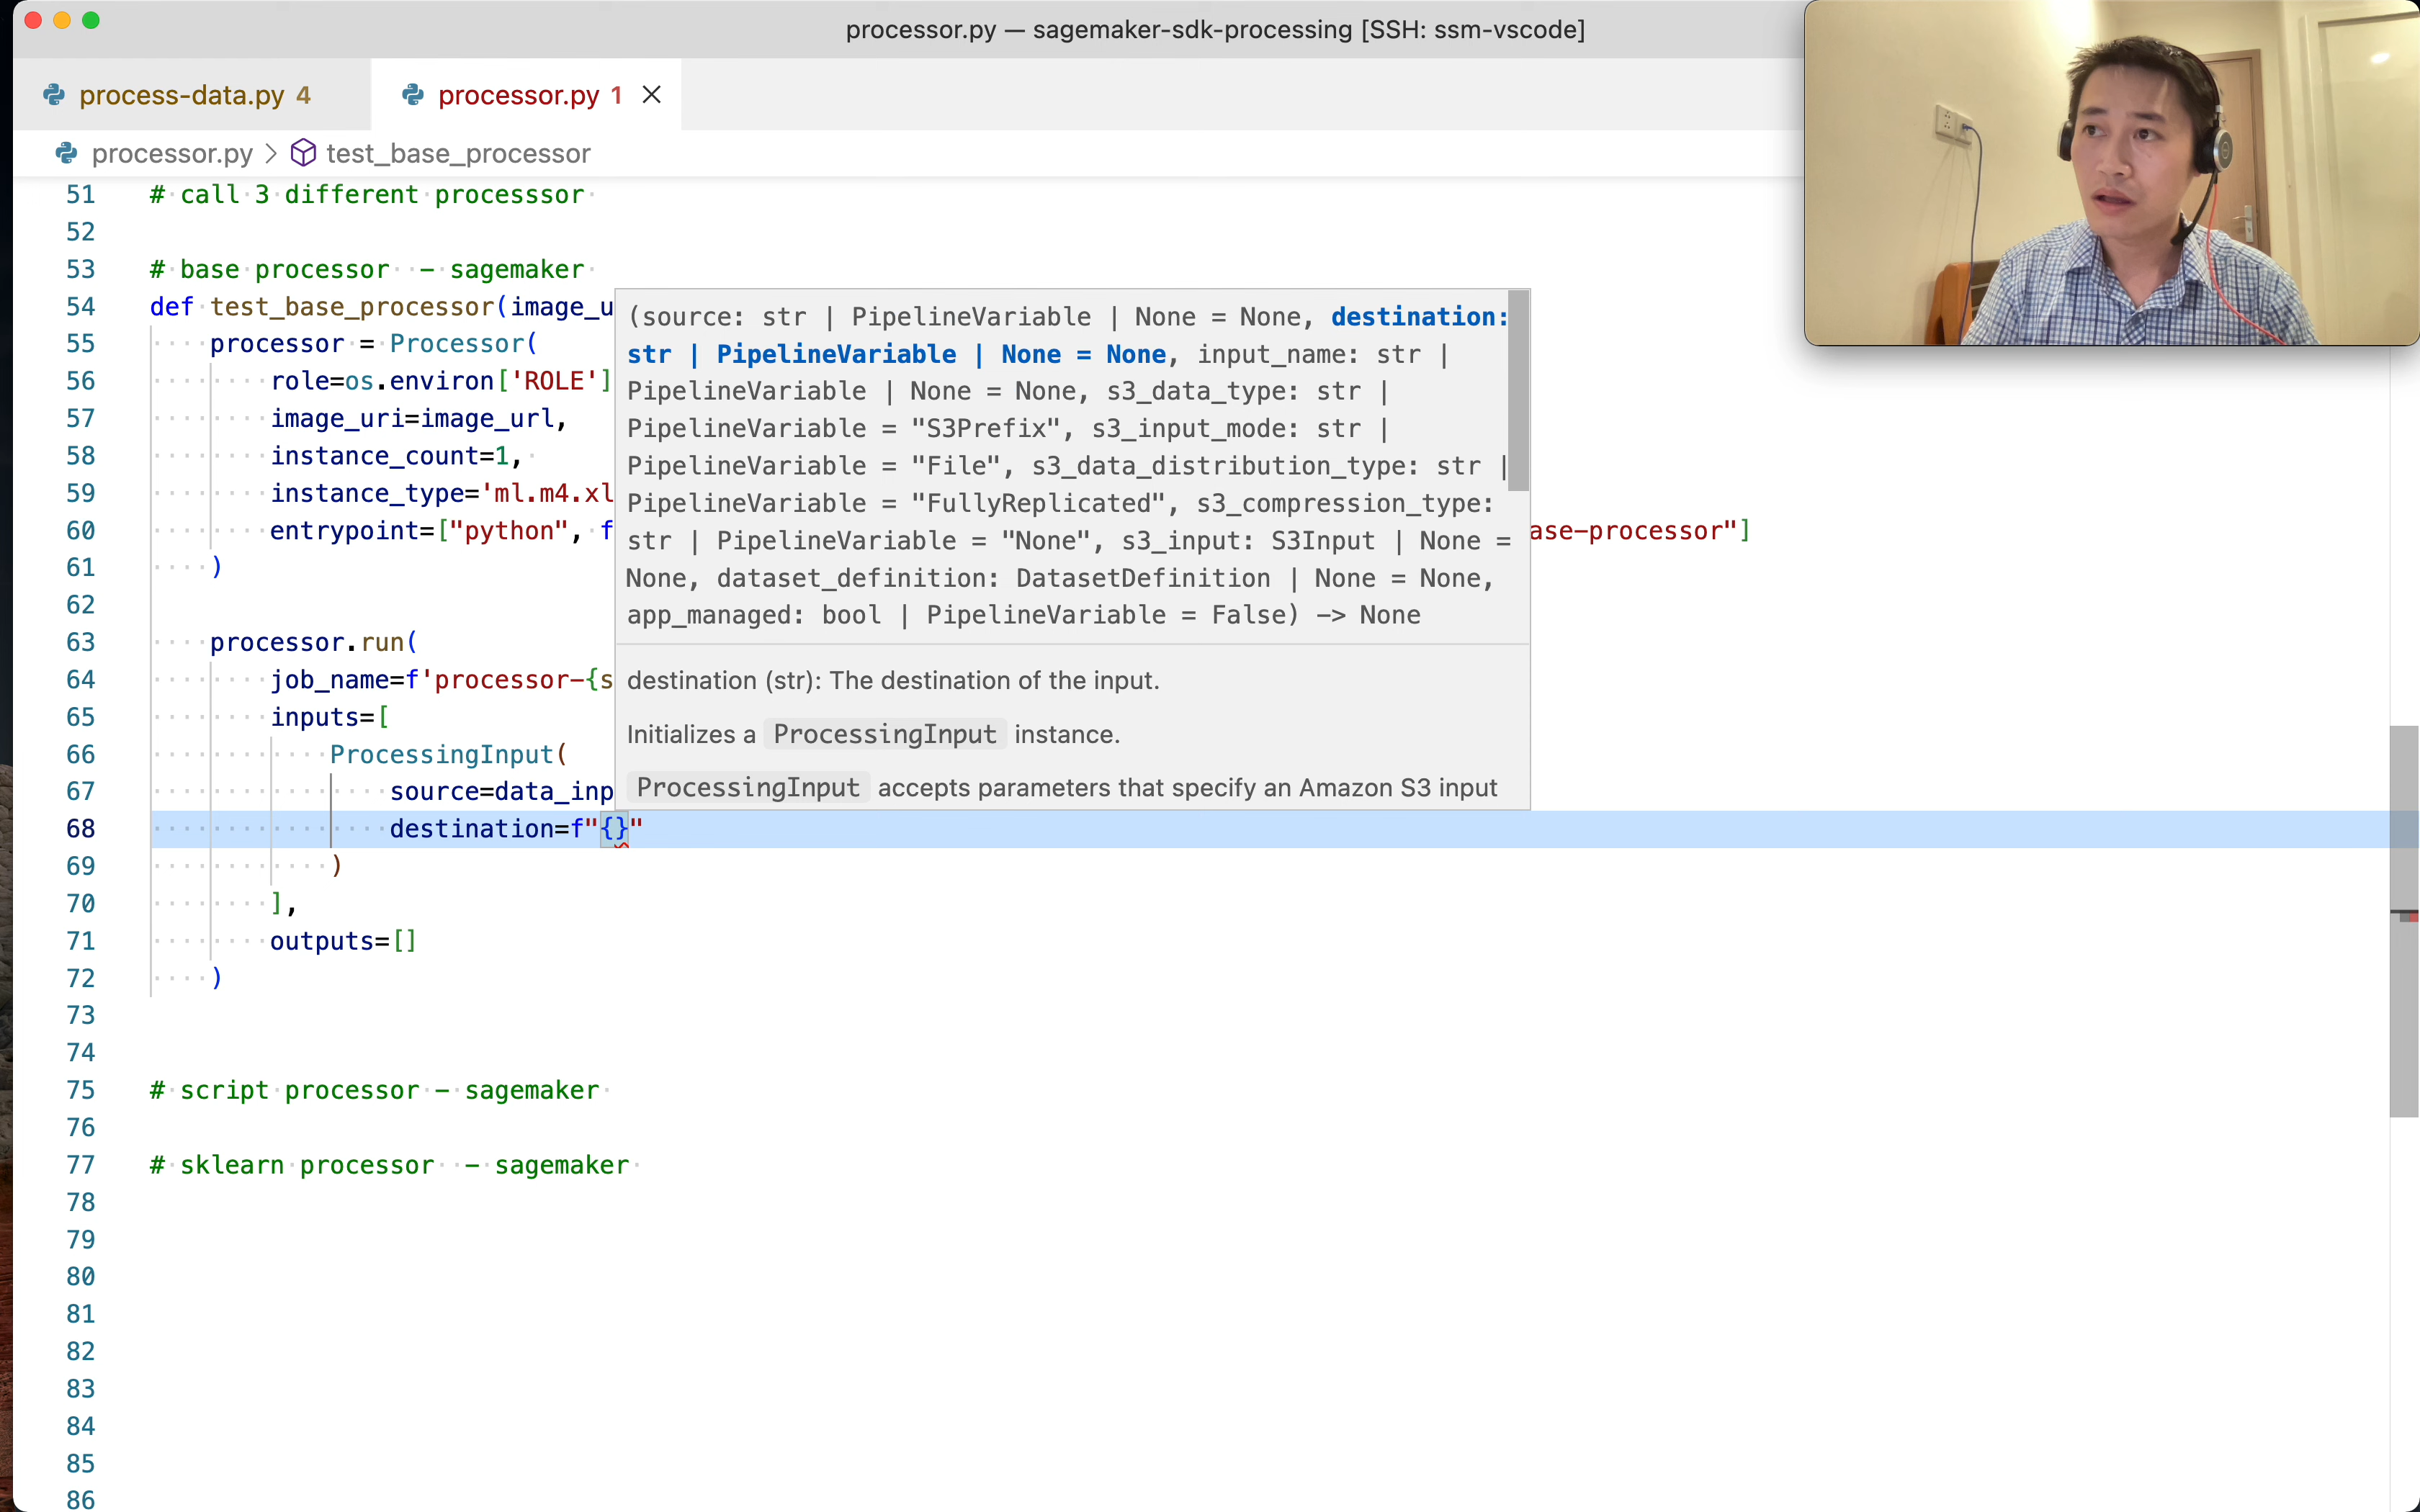 processor.py — sagemaker-sdk-processing [SSH: ssm-vscode]
process-data.py 4
processor.py 1
processor.py > test_base_processor
51 # call 3 different processsor
52
53 # base processor - sagemaker
54 def test_base_processor(image_u
55 processor = Processor(
56 role=os.environ['ROLE']
57 image_uri=image_url,
58 instance_count=1,
59 instance_type='ml.m4.xl
60 entrypoint=["python", f ase-processor"]
61 )
62
63 processor.run(
64 job_name=f'processor-{s
65 inputs=[
66 ProcessingInput(
67 source=data_inp
68 destination=f"{}"
69 )
70 ],
71 outputs=[]
72 )
73
74
75 # script processor - sagemaker
76
77 # sklearn processor - sagemaker
78
79
80
81
82
83
84
85
86
(source: str | PipelineVariable | None = None, destination:
str | PipelineVariable | None = None, input_name: str |
PipelineVariable | None = None, s3_data_type: str |
PipelineVariable = "S3Prefix", s3_input_mode: str |
PipelineVariable = "File", s3_data_distribution_type: str |
PipelineVariable = "FullyReplicated", s3_compression_type:
str | PipelineVariable = "None", s3_input: S3Input | None =
None, dataset_definition: DatasetDefinition | None = None,
app_managed: bool | PipelineVariable = False) -> None
destination (str): The destination of the input.
Initializes a ProcessingInput instance.
ProcessingInput accepts parameters that specify an Amazon S3 input